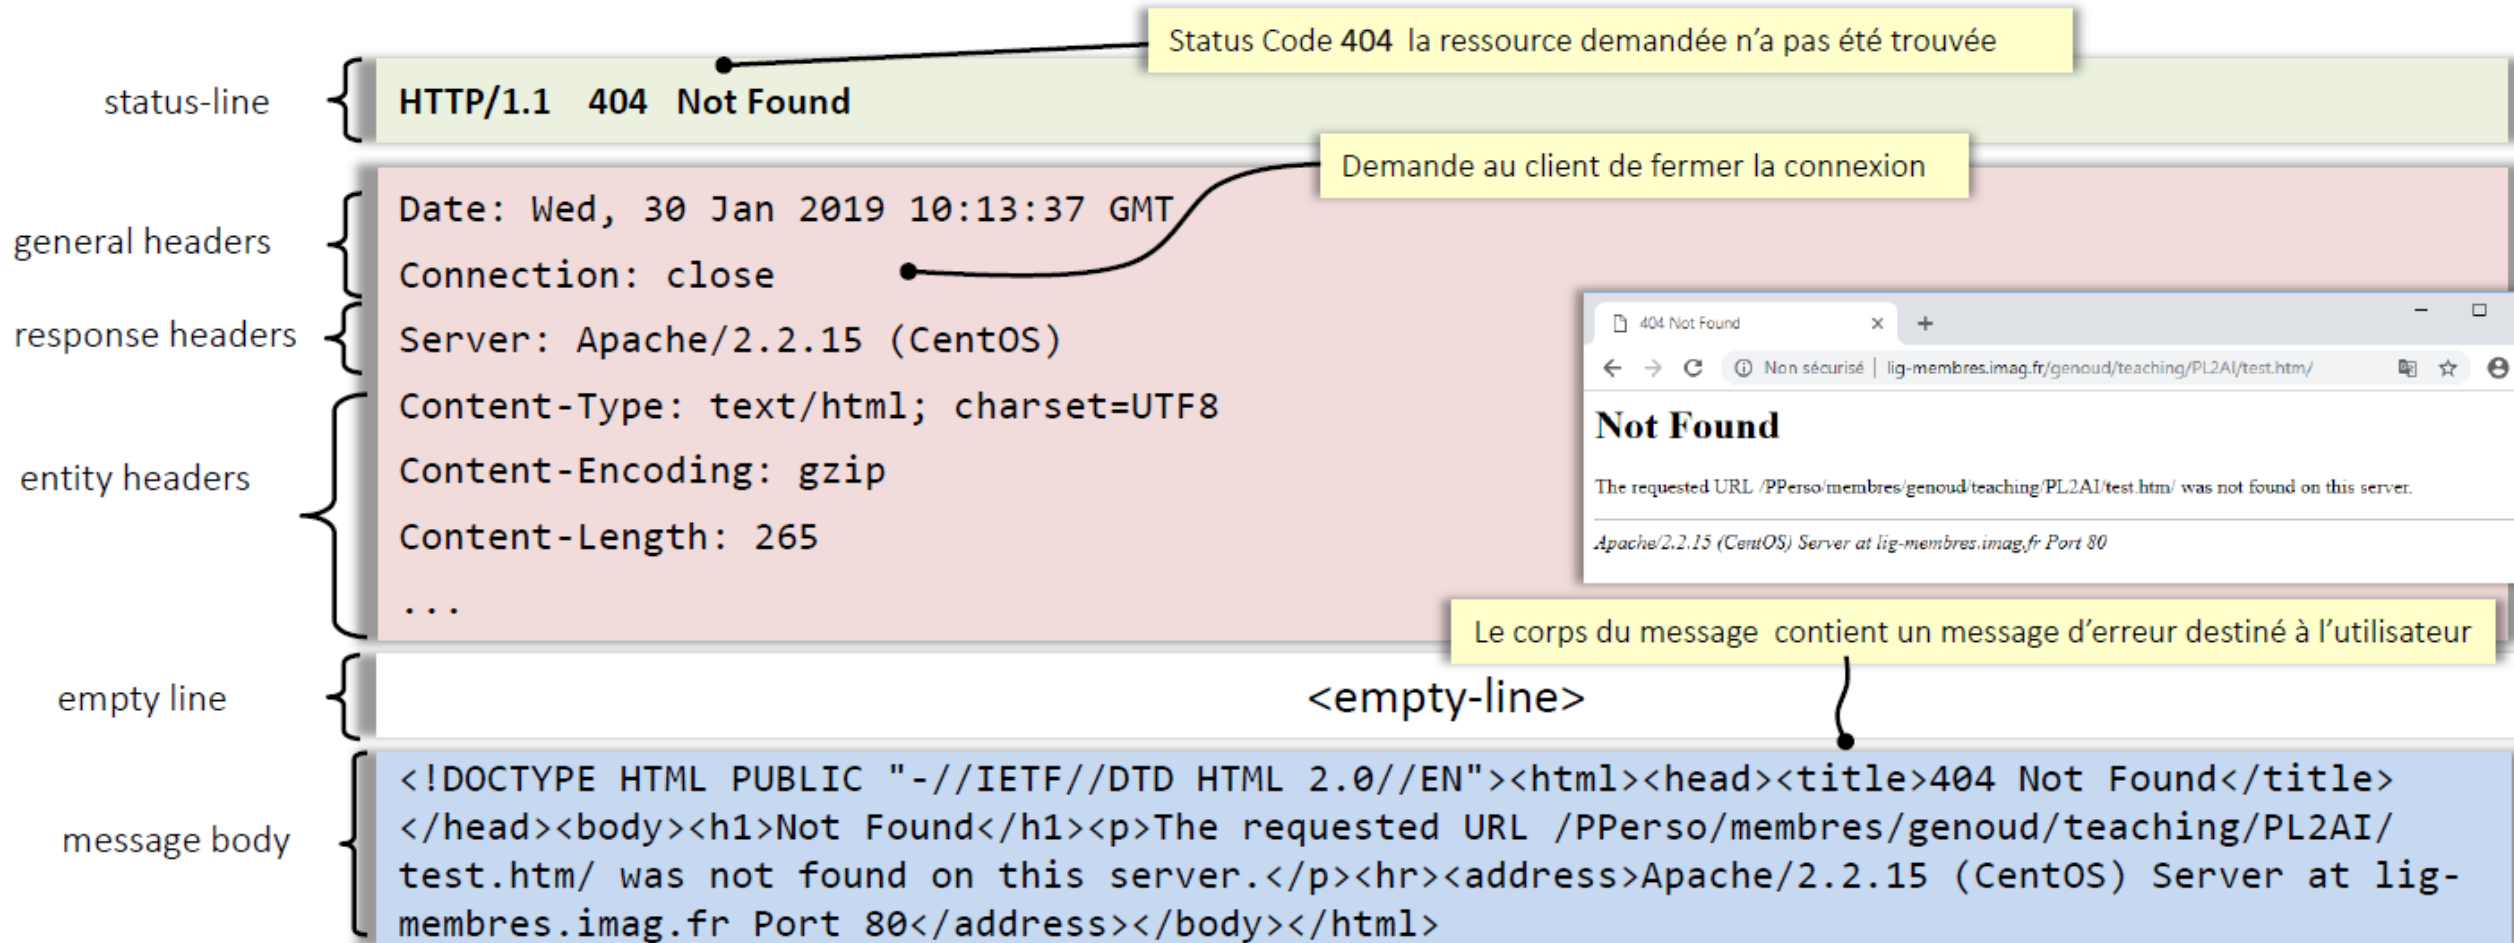 Status Code 404 la ressource demandée n'a pas été trouvée
status-line
HTTP/1.1 404 Not Found
Demande au client de fermer la connexion
general headers
Date: Wed, 30 Jan 2019 10:13:37 GMT
Connection: close
response headers
Server: Apache/2.2.15 (CentOS)
entity headers
Content-Type: text/html; charset=UTF8
Content-Encoding: gzip
Content-Length: 265
...
404 Not Found
Non sécurisé | lig-membres.imag.fr/genoud/teaching/PL2AI/test.htm/
Not Found
The requested URL /PPerso/membres/genoud/teaching/PL2AI/test.htm/ was not found on this server.
Apache/2.2.15 (CentOS) Server at lig-membres.imag.fr Port 80
Le corps du message contient un message d'erreur destiné à l'utilisateur
empty line
<empty-line>
message body
<!DOCTYPE HTML PUBLIC "-//IETF//DTD HTML 2.0//EN"><html><head><title>404 Not Found</title>
</head><body><h1>Not Found</h1><p>The requested URL /PPerso/membres/genoud/teaching/PL2AI/
test.htm/ was not found on this server.</p><hr><address>Apache/2.2.15 (CentOS) Server at lig-
membres.imag.fr Port 80</address></body></html>